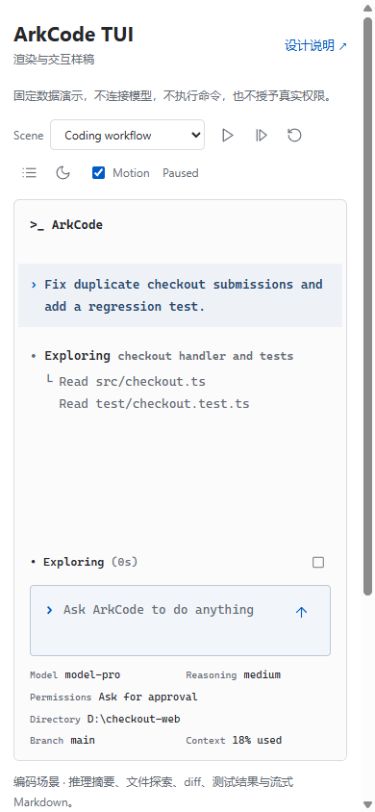 ArkCode TUI
设计说明 ↗
渲染与交互样稿
固定数据演示，不连接模型，不执行命令，也不授予真实权限。
Scene Coding workflow
Motion Paused
>_ ArkCode
› Fix duplicate checkout submissions and
add a regression test.
• Exploring checkout handler and tests
└ Read src/checkout.ts
Read test/checkout.test.ts
• Exploring (0s)
› Ask ArkCode to do anything
Model model-pro Reasoning medium
Permissions Ask for approval
Directory D:\checkout-web
Branch main Context 18% used
编码场景 · 推理摘要、文件探索、diff、测试结果与流式
Markdown。